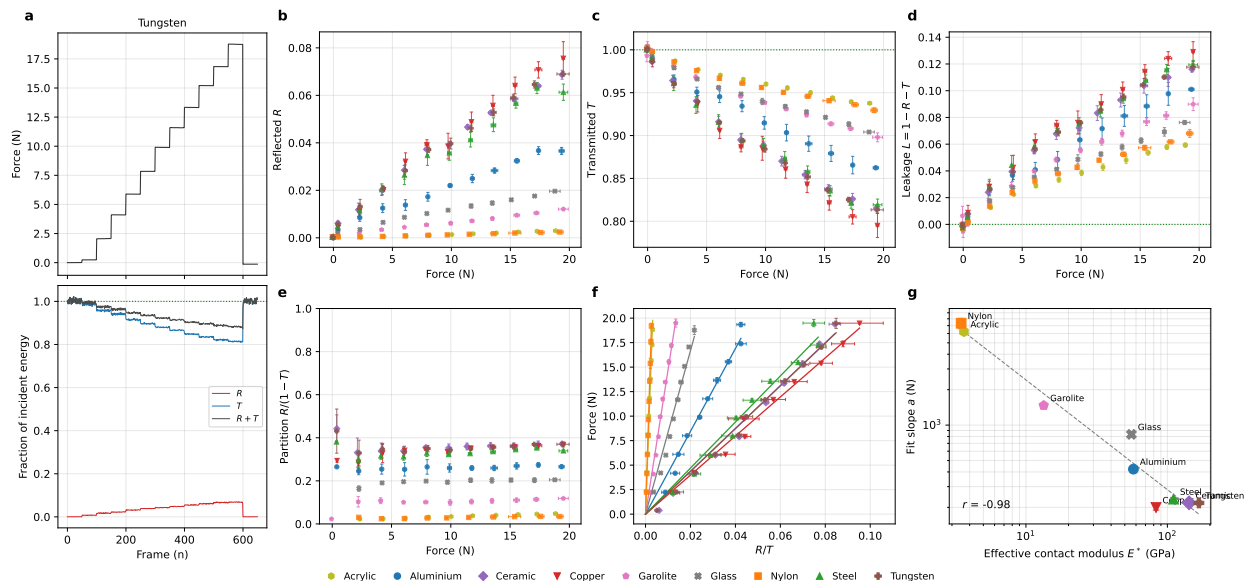 a
Tungsten
Force (N)
17.5
15.0
12.5
10.0
7.5
5.0
2.5
0.0
Fraction of incident energy
1.0
0.8
0.6
0.4
0.2
0.0
R
T
R + T
0
200
400
600
Frame (n)
b
Reflected R
0.08
0.06
0.04
0.02
0.00
0
5
10
15
20
Force (N)
c
Transmitted T
1.00
0.95
0.90
0.85
0.80
0
5
10
15
20
Force (N)
d
Leakage L = 1 − R − T
0.14
0.12
0.10
0.08
0.06
0.04
0.02
0.00
0
5
10
15
20
Force (N)
e
Partition R/(1 − T)
1.0
0.8
0.6
0.4
0.2
0.0
0
5
10
15
20
Force (N)
f
Force (N)
20.0
17.5
15.0
12.5
10.0
7.5
5.0
2.5
0.0
0.00
0.02
0.04
0.06
0.08
0.10
R/T
g
Fit slope a (N)
10³
Nylon
Acrylic
Garolite
Glass
Aluminium
Steel
Tungsten
r = -0.98
10¹
10²
Effective contact modulus E* (GPa)
Acrylic Aluminium Ceramic Copper Garolite Glass Nylon Steel Tungsten